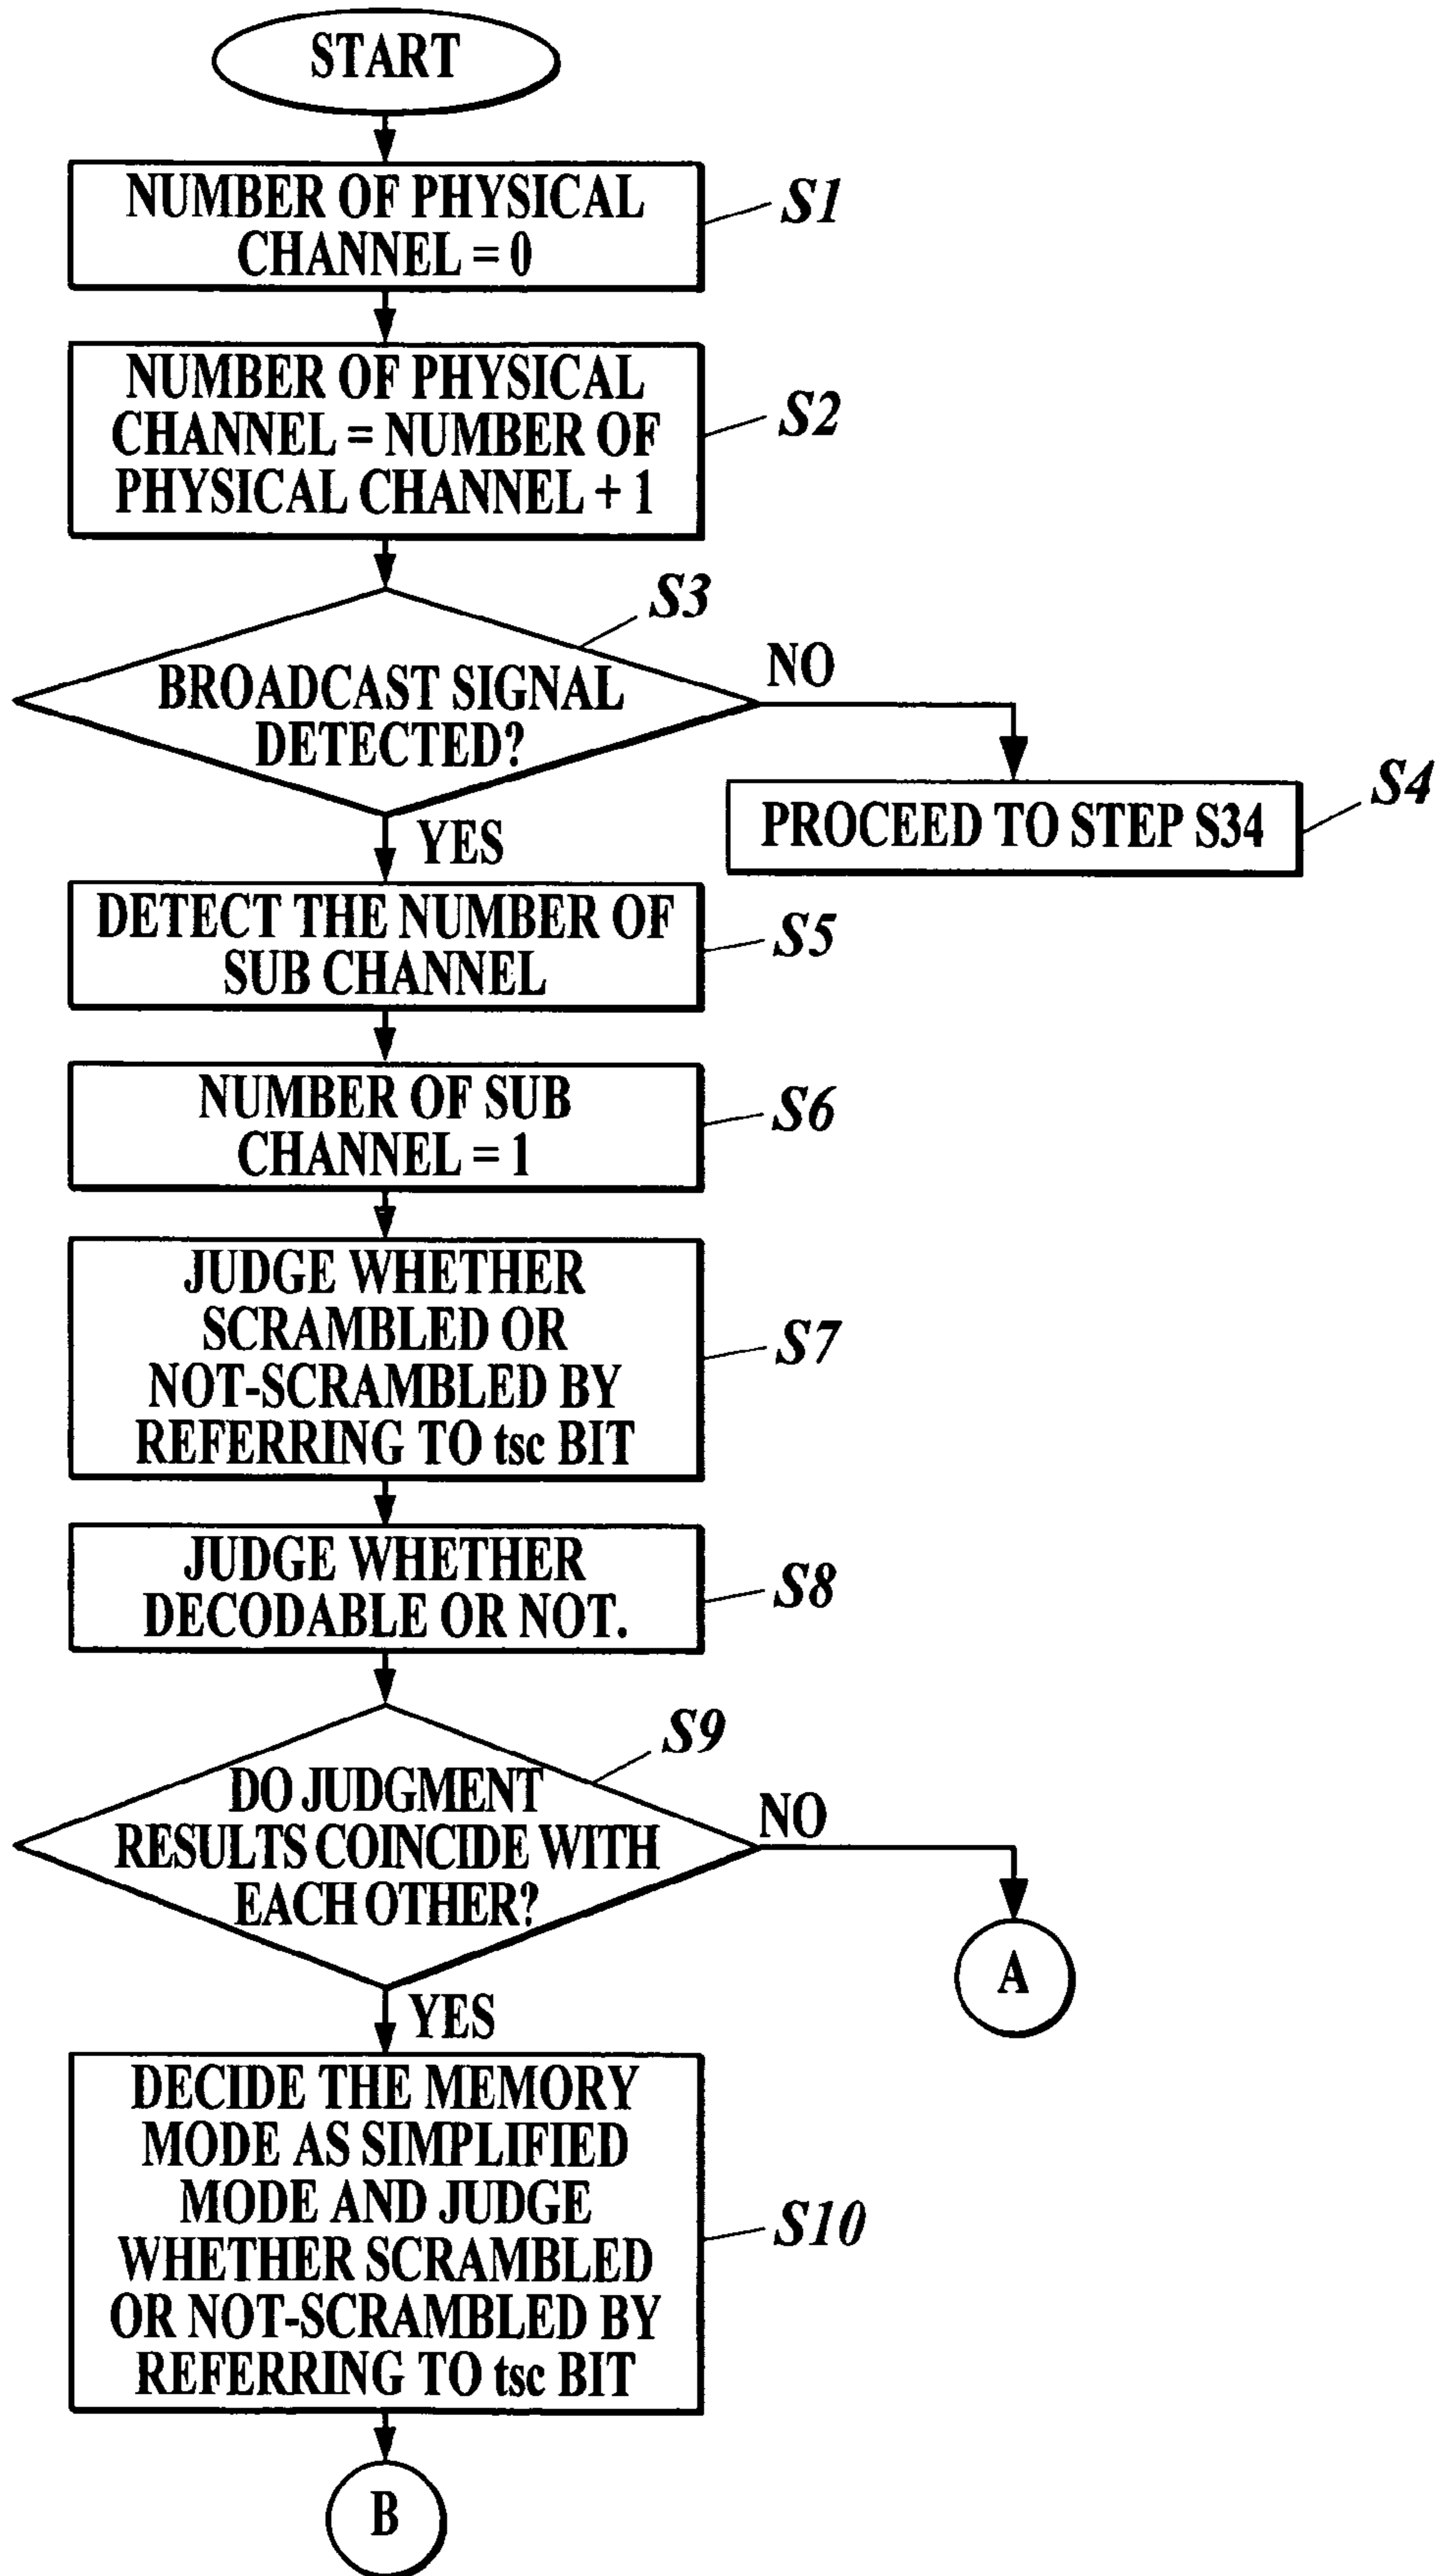 START
NUMBER OF PHYSICAL
CHANNEL = 0
S1
NUMBER OF PHYSICAL
CHANNEL = NUMBER OF
PHYSICAL CHANNEL + 1
S2
S3
BROADCAST SIGNAL
DETECTED?
NO
YES
PROCEED TO STEP S34
S4
DETECT THE NUMBER OF
SUB CHANNEL
S5
NUMBER OF SUB
CHANNEL = 1
S6
JUDGE WHETHER
SCRAMBLED OR
NOT-SCRAMBLED BY
REFERRING TO tsc BIT
S7
JUDGE WHETHER
DECODABLE OR NOT.
S8
S9
DO JUDGMENT
RESULTS COINCIDE WITH
EACH OTHER?
NO
A
YES
DECIDE THE MEMORY
MODE AS SIMPLIFIED
MODE AND JUDGE
WHETHER SCRAMBLED
OR NOT-SCRAMBLED BY
REFERRING TO tsc BIT
S10
B